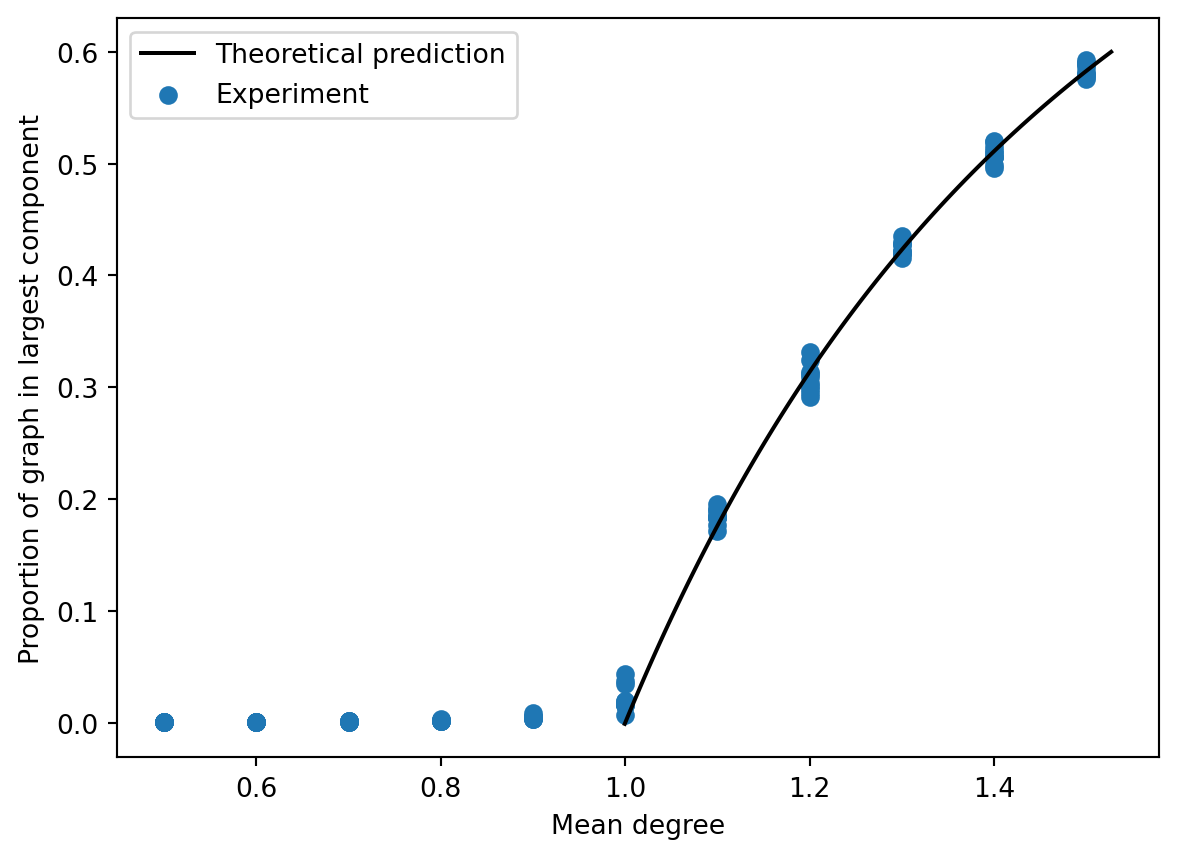 Theoretical prediction
Experiment
Proportion of graph in largest component
0.6
0.5
0.4
0.3
0.2
0.1
0.0
0.6 0.8 1.0 1.2 1.4
Mean degree